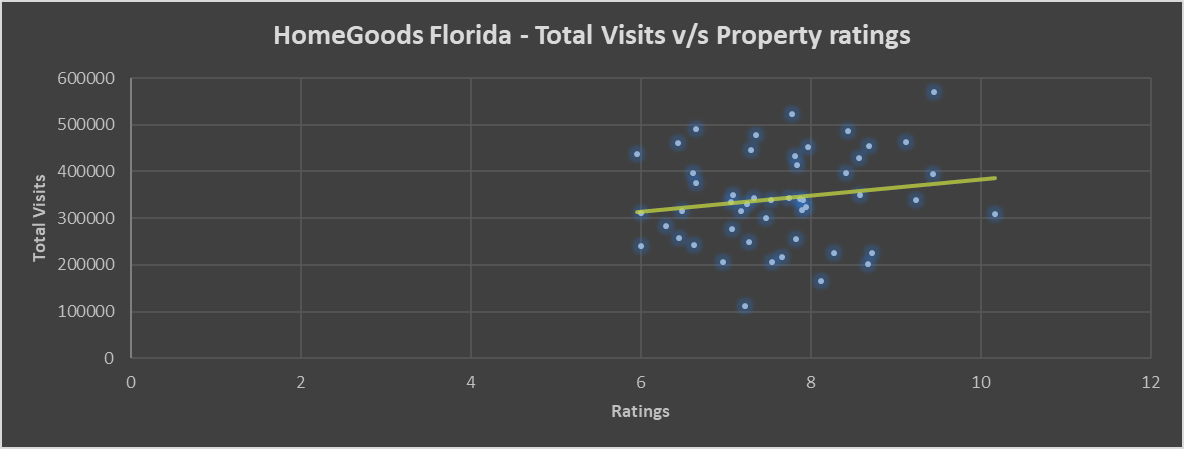 HomeGoods Florida - Total Visits v/s Property ratings
600000
500000
400000
300000
200000
100000
0
Total Visits
0 2 4 6 8 10 12
Ratings